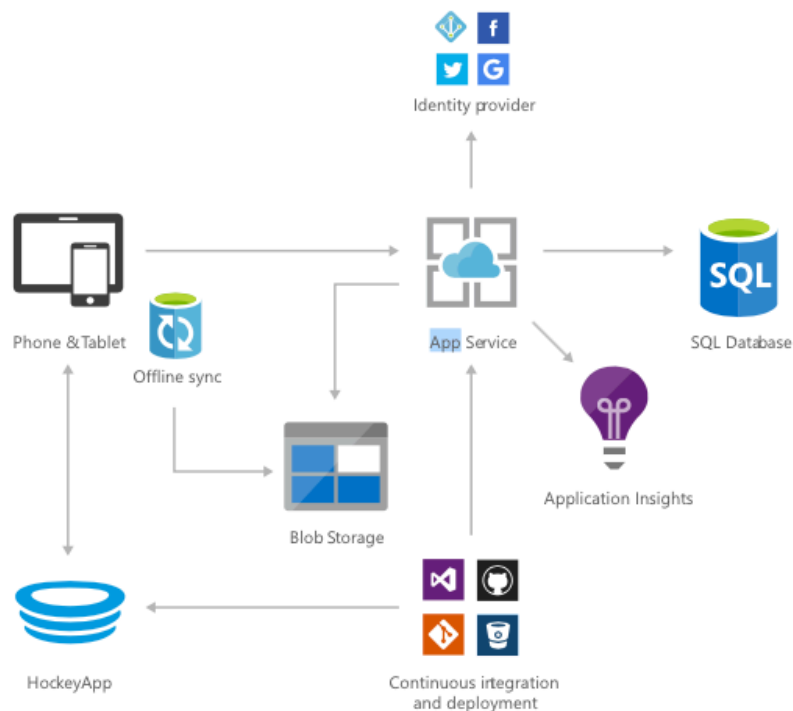 f
G
Identity provider
SQL
Phone & Tablet
App Service
SQL Database
Offline sync
Application Insights
Blob Storage
HockeyApp
Continuous integration
and deployment